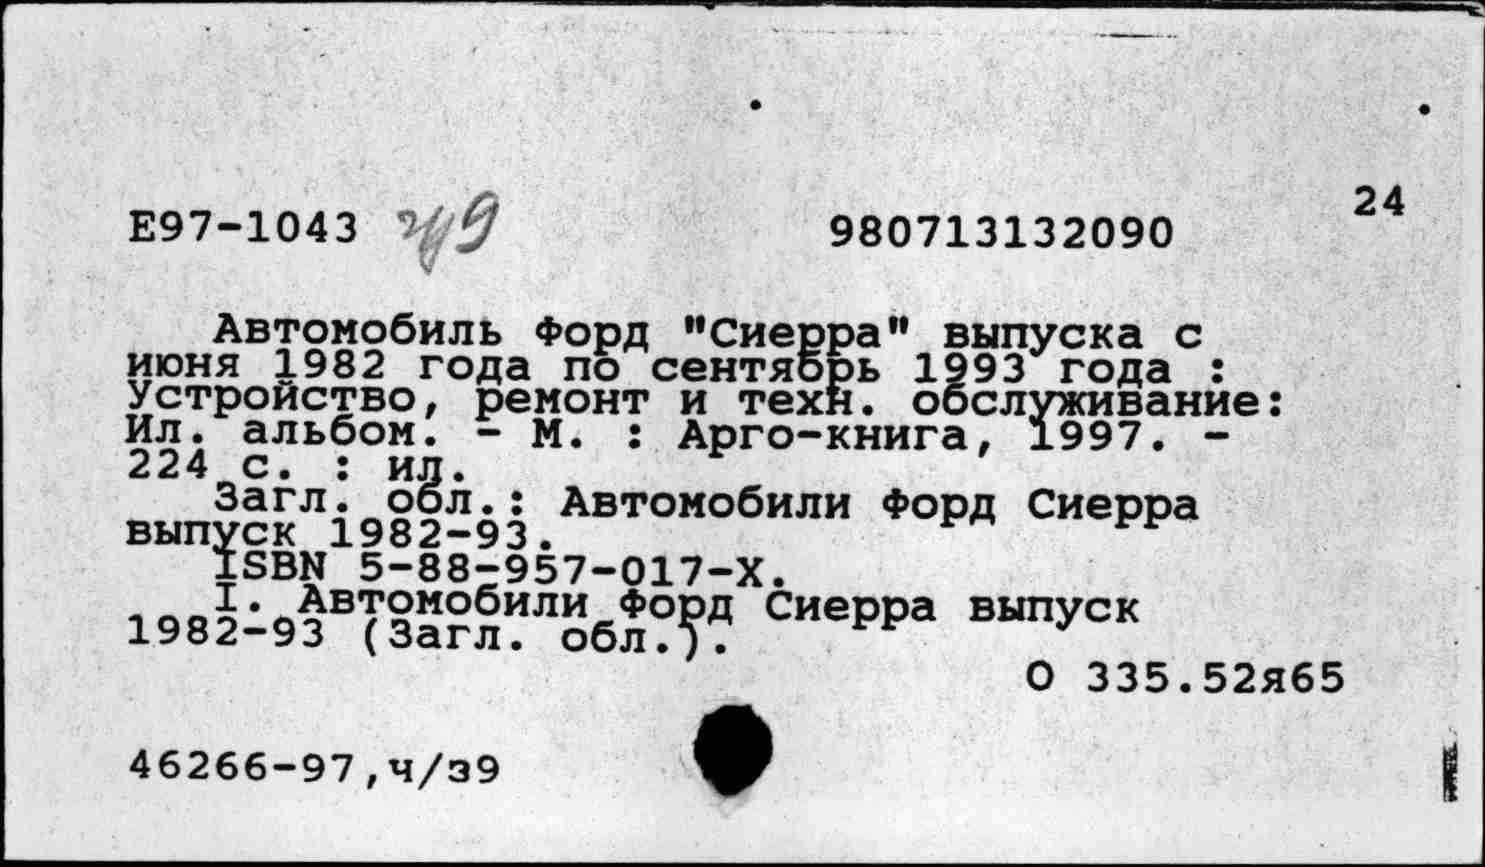 24
Е97-1043
980713132090
Автомобиль Форд "Сиерра" выпуска с
июня 1982 года по сентябрь 1993 года :
Устройство, ремонт и техн. обслуживание:
Ил. альбом. - М. : Арго-книга, 1997. -
224 с. : ил.
Загл. обл.: Автомобили Форд Сиерра
выпуск 1982-93.
ISBN 5-88-957-017-X.
I. Автомобили Форд Сиерра выпуск
1982-93 (Загл. обл.).
О 335.52я65
46266-97,ч/з9